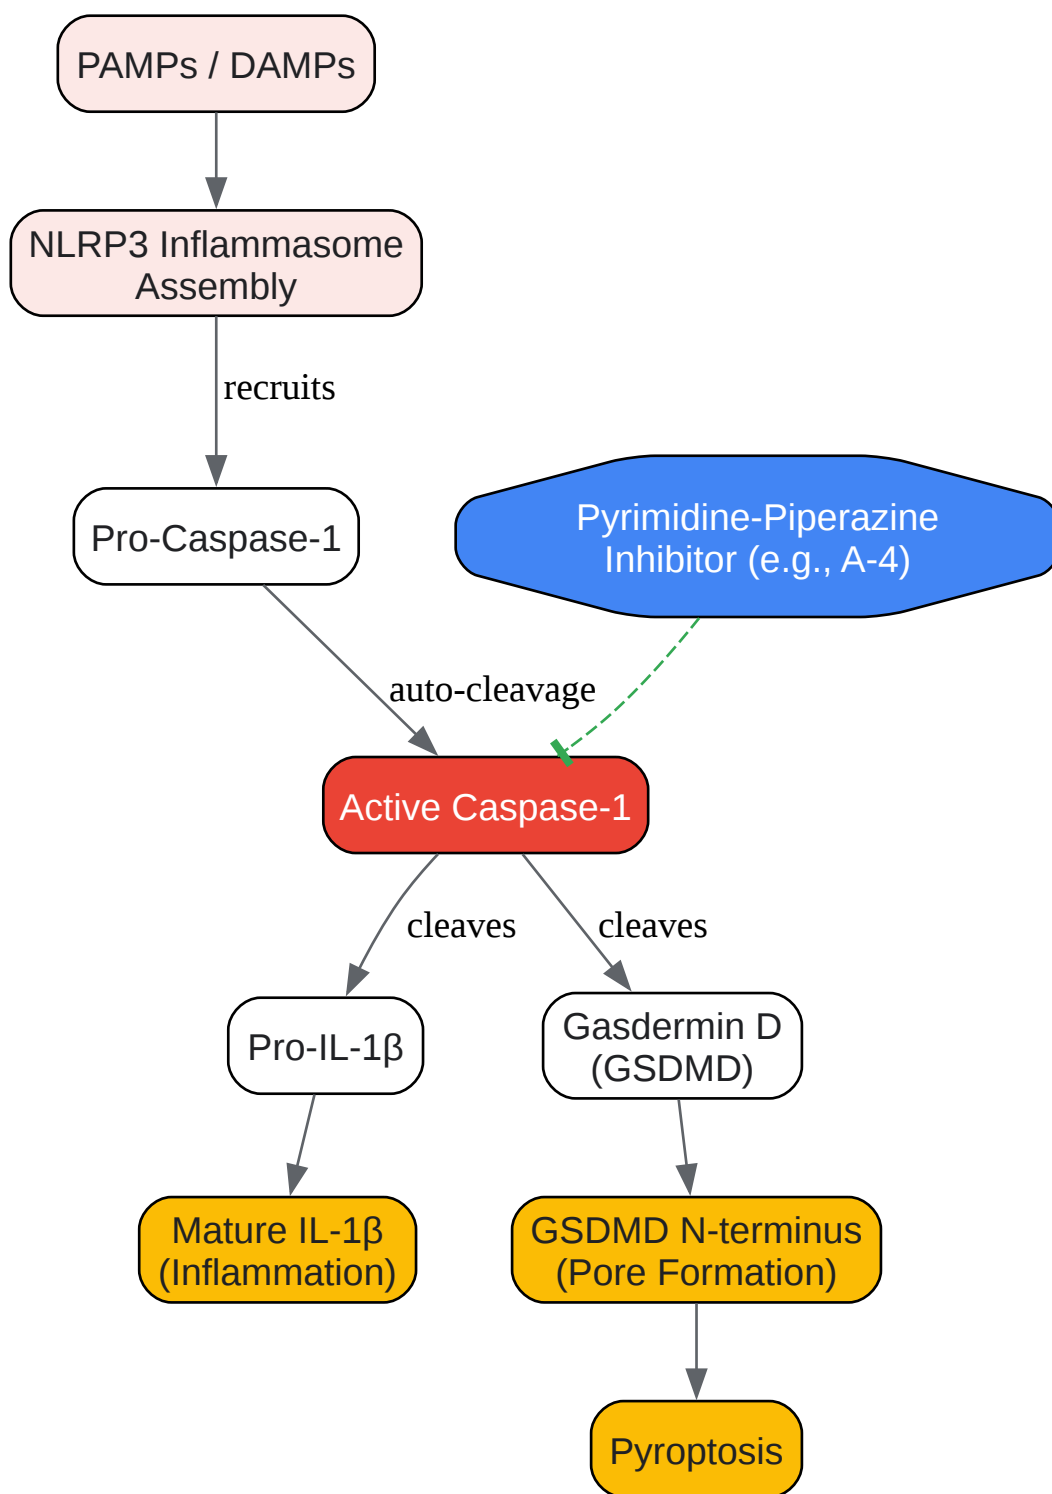 PAMPs / DAMPs
NLRP3 Inflammasome
Assembly
recruits
Pro-Caspase-1
Pyrimidine-Piperazine
Inhibitor (e.g., A-4)
auto-cleavage
Active Caspase-1
cleaves
cleaves
Pro-IL-1β
Gasdermin D
(GSDMD)
Mature IL-1β
(Inflammation)
GSDMD N-terminus
(Pore Formation)
Pyroptosis